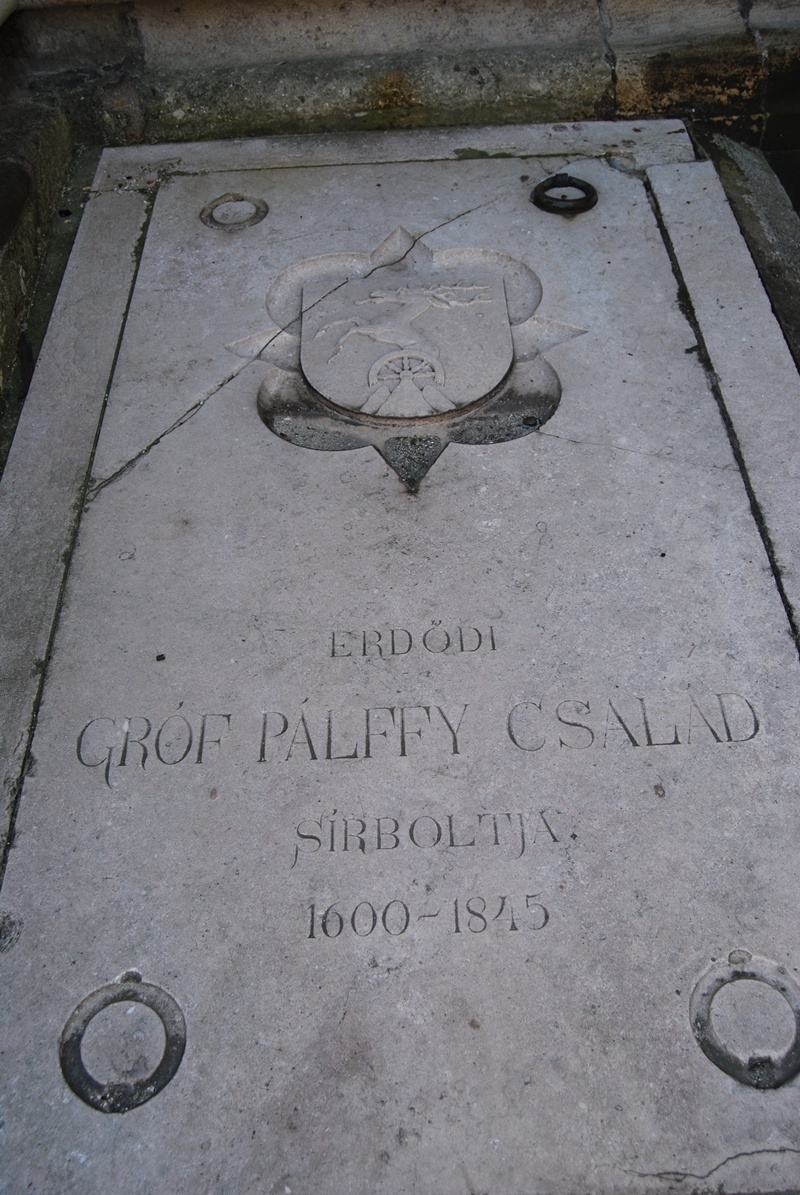 ERDŐDI
GRÓF PÁLFFY CSALÁD
SÍRBOLTJA.
1600-1845